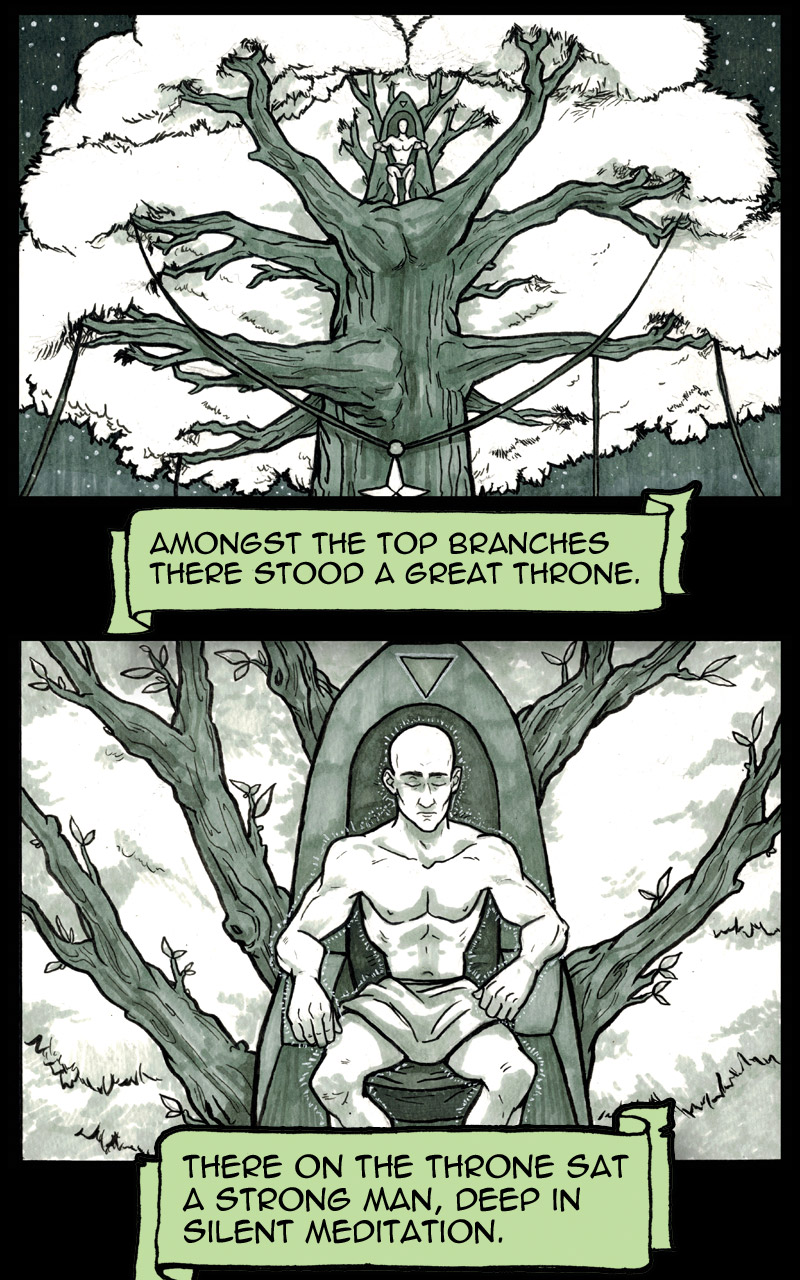 AMONGST THE TOP BRANCHES
THERE STOOD A GREAT THRONE.
THERE ON THE THRONE SAT
A STRONG MAN, DEEP IN
SILENT MEDITATION.